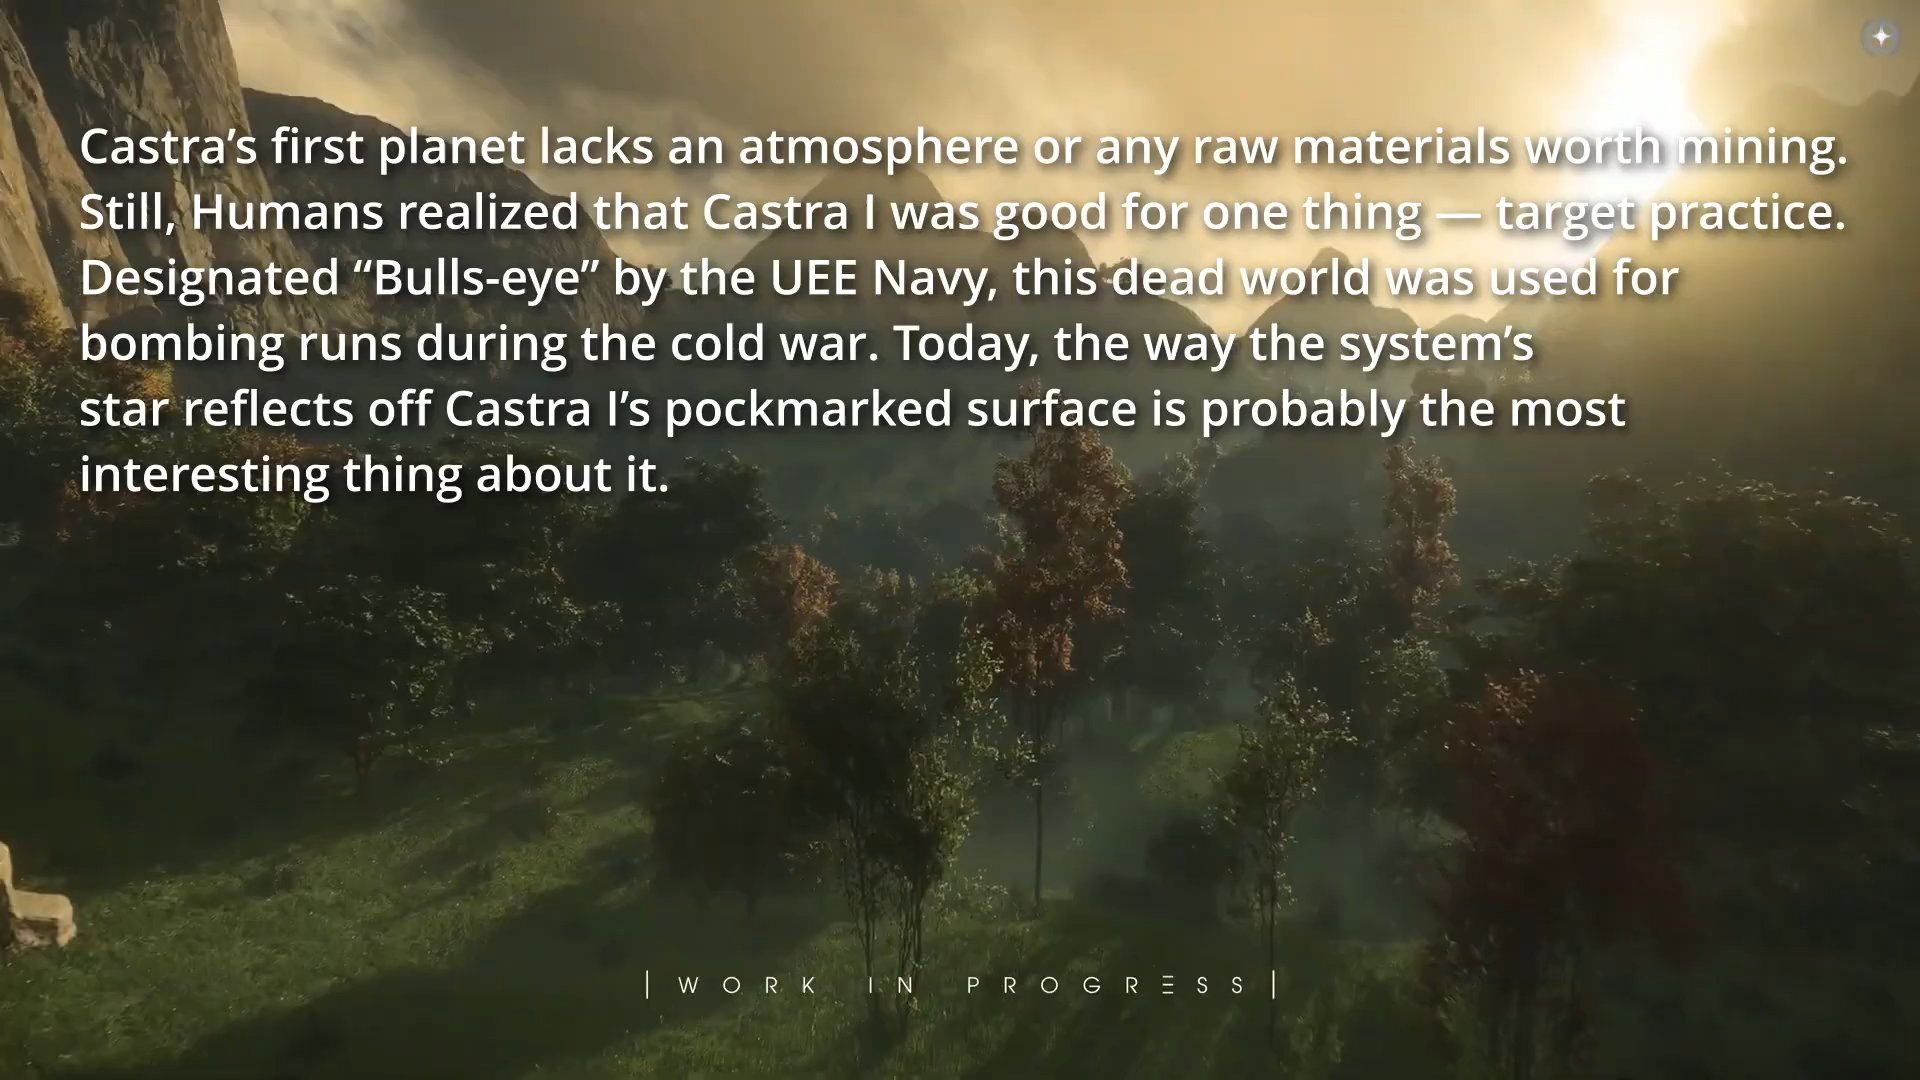 Castra’s first planet lacks an atmosphere or any raw materials worth mining.
Still, Humans realized that Castra I was good for one thing — target practice.
Designated “Bulls-eye” by the UEE Navy, this dead world was used for
bombing runs during the cold war. Today, the way the system’s
star reflects off Castra I’s pockmarked surface is probably the most
interesting thing about it.
| WORK IN PROGRESS |